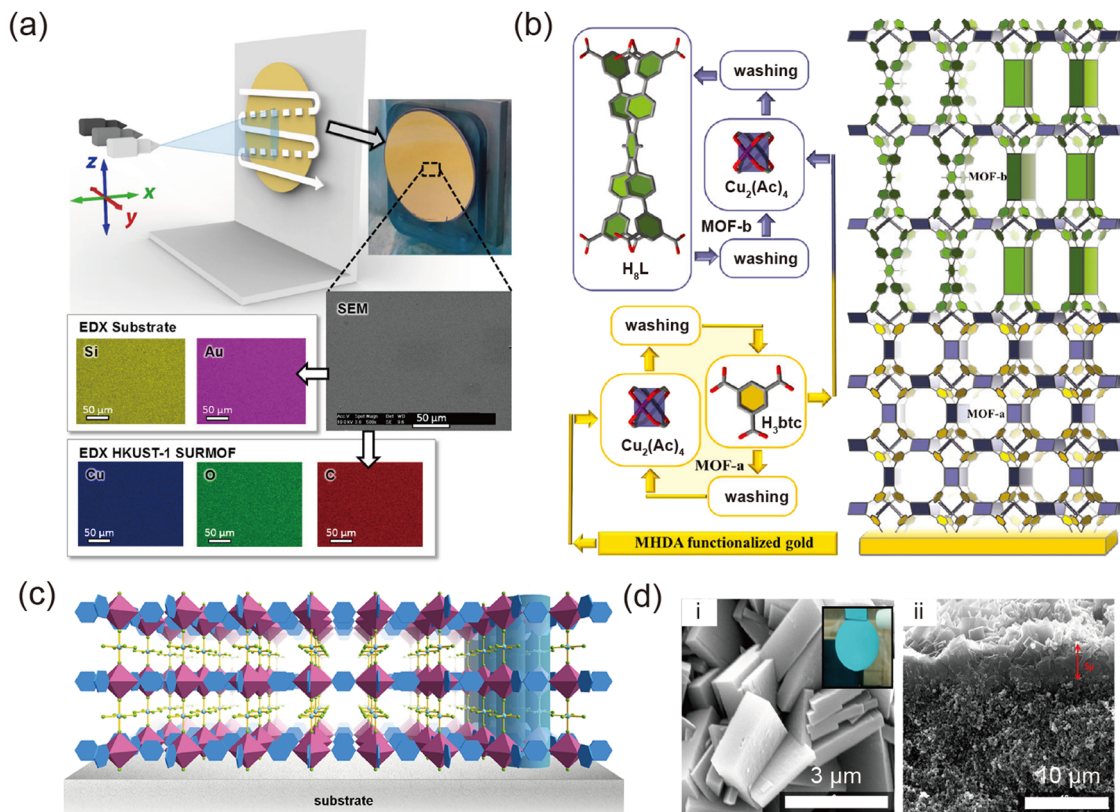 (a)
z
x
y
SEM
50 µm
EDX Substrate
Si
50 µm
Au
50 µm
EDX HKUST-1 SURMOF
Cu
50 µm
O
50 µm
C
50 µm
(b)
washing
Cu₂(Ac)₄
MOF-b
washing
H₈L
washing
Cu₂(Ac)₄
H₃btc
MOF-a
washing
MHDA functionalized gold
MOF-b
MOF-a
(c)
substrate
(d)
i
3 µm
ii
10 µm